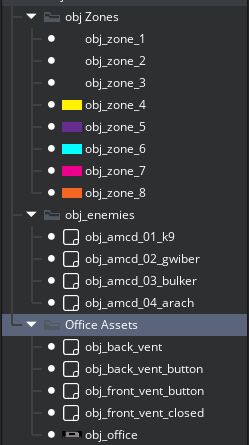 obj Zones
obj_zone_1
obj_zone_2
obj_zone_3
obj_zone_4
obj_zone_5
obj_zone_6
obj_zone_7
obj_zone_8
obj_enemies
obj_amcd_01_k9
obj_amcd_02_gwiber
obj_amcd_03_bulker
obj_amcd_04_arach
Office Assets
obj_back_vent
obj_back_vent_button
obj_front_vent_button
obj_front_vent_closed
obj_office